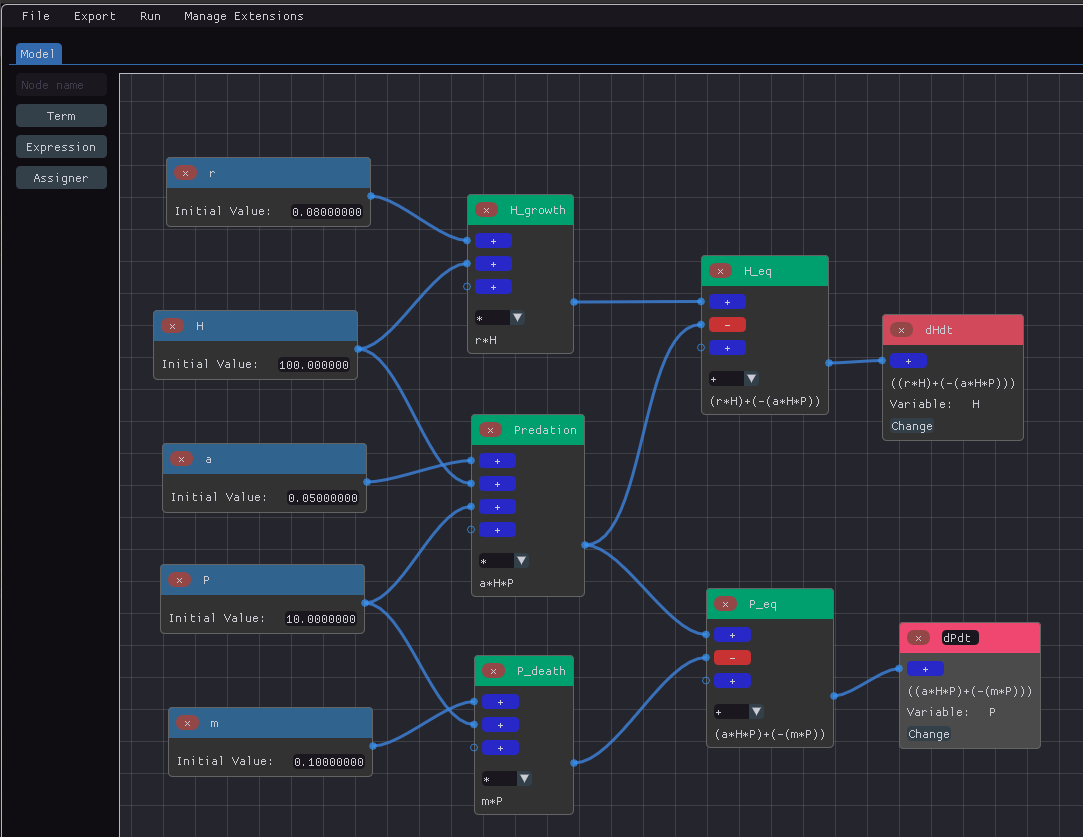 File Export Run Manage Extensions
Model
Node name
Term
Expression
Assigner
× r
Initial Value: 0.08000000
× H
Initial Value: 100.000000
× a
Initial Value: 0.05000000
× P
Initial Value: 10.0000000
× m
Initial Value: 0.10000000
× H_growth
+
+
+
* ▼
r*H
× Predation
+
+
+
+
* ▼
a*H*P
× P_death
+
+
+
* ▼
m*P
× H_eq
+
-
+
+ ▼
(r*H)+(-(a*H*P))
× P_eq
+
-
+
+ ▼
(a*H*P)+(-(m*P))
× dHdt
+
((r*H)+(-(a*H*P)))
Variable: H
Change
× dPdt
+
((a*H*P)+(-(m*P)))
Variable: P
Change